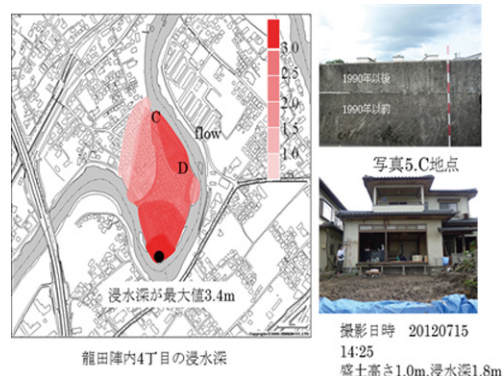 3.0
2.5
2.0
1.5
1.0
C
flow
D
浸水深が最大値3.4m
龍田陣内4丁目の浸水深
1990年以後
1990年以前
写真5.C地点
撮影日時 20120715
14:25
盛土高さ1.0m,浸水深1.8m